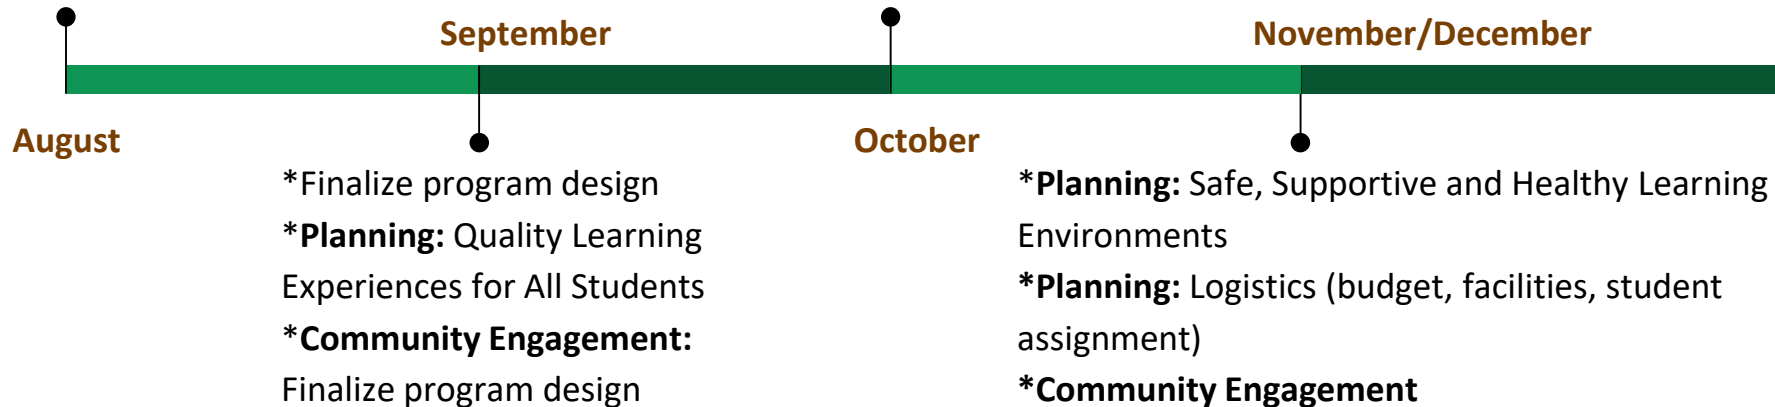 September
November/December
August
October
*Finalize program design
*Planning: Quality Learning
Experiences for All Students
*Community Engagement:
Finalize program design
*Planning: Safe, Supportive and Healthy Learning
Environments
*Planning: Logistics (budget, facilities, student
assignment)
*Community Engagement